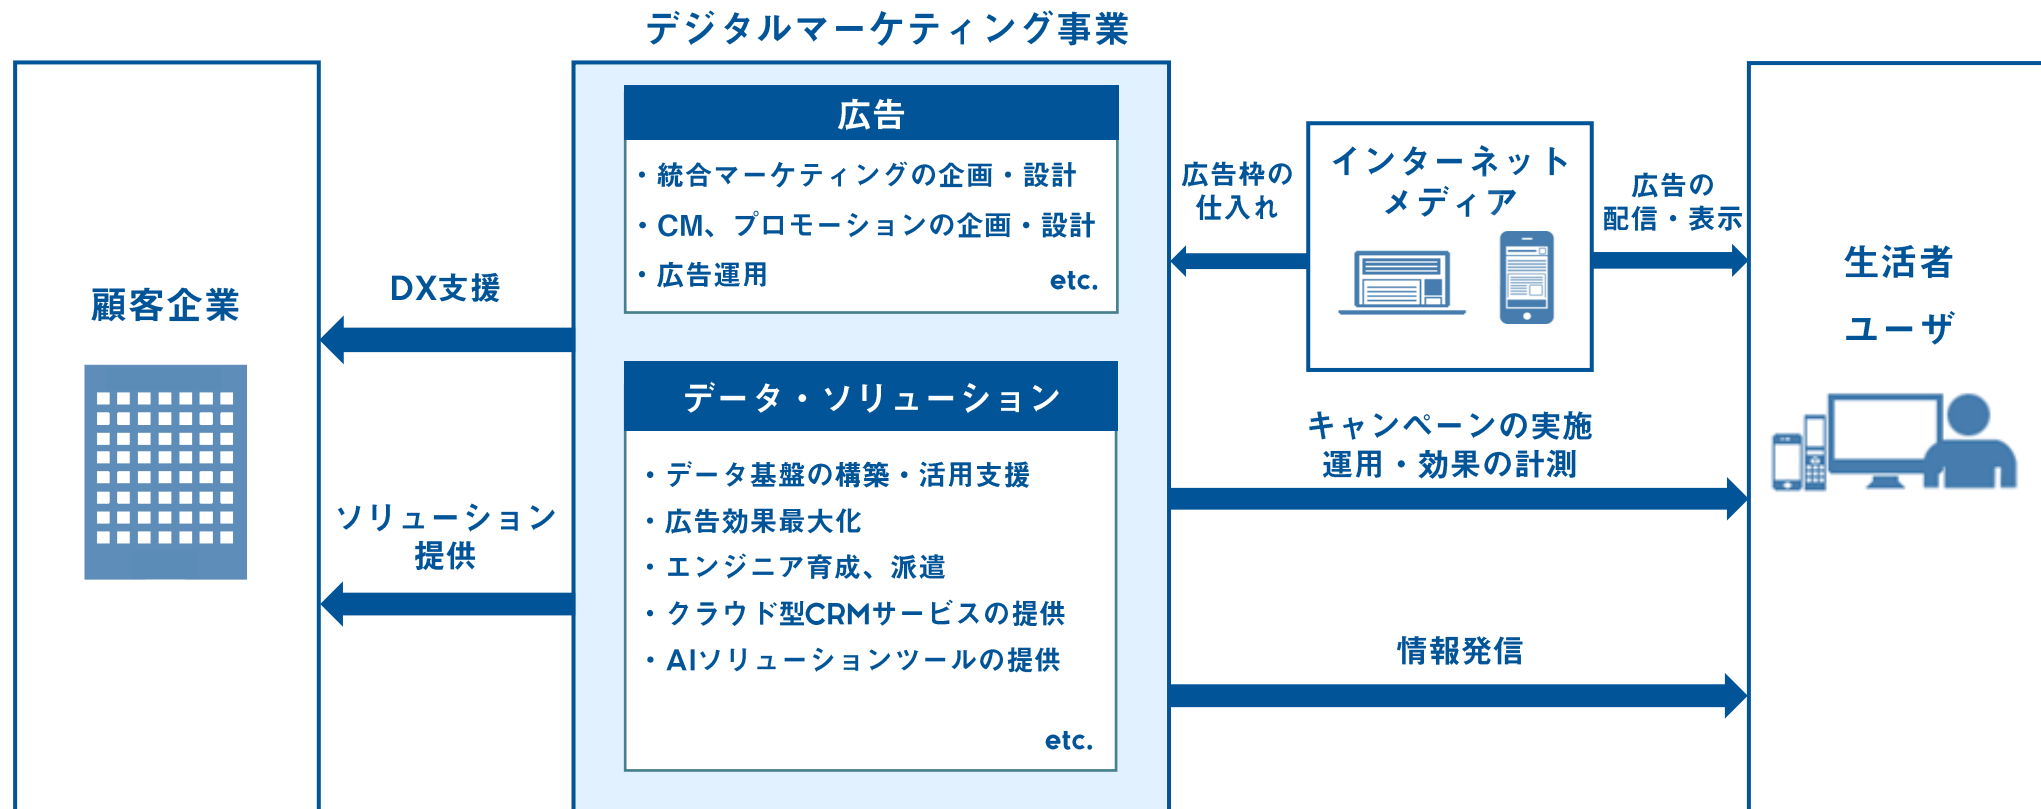 デジタルマーケティング事業
顧客企業
DX支援
ソリューション
提供
広告
・統合マーケティングの企画・設計
・CM、プロモーションの企画・設計
・広告運用
etc.
データ・ソリューション
・データ基盤の構築・活用支援
・広告効果最大化
・エンジニア育成、派遣
・クラウド型CRMサービスの提供
・AIソリューションツールの提供
etc.
広告枠の
仕入れ
インターネット
メディア
広告の
配信・表示
キャンペーンの実施
運用・効果の計測
情報発信
生活者
ユーザ